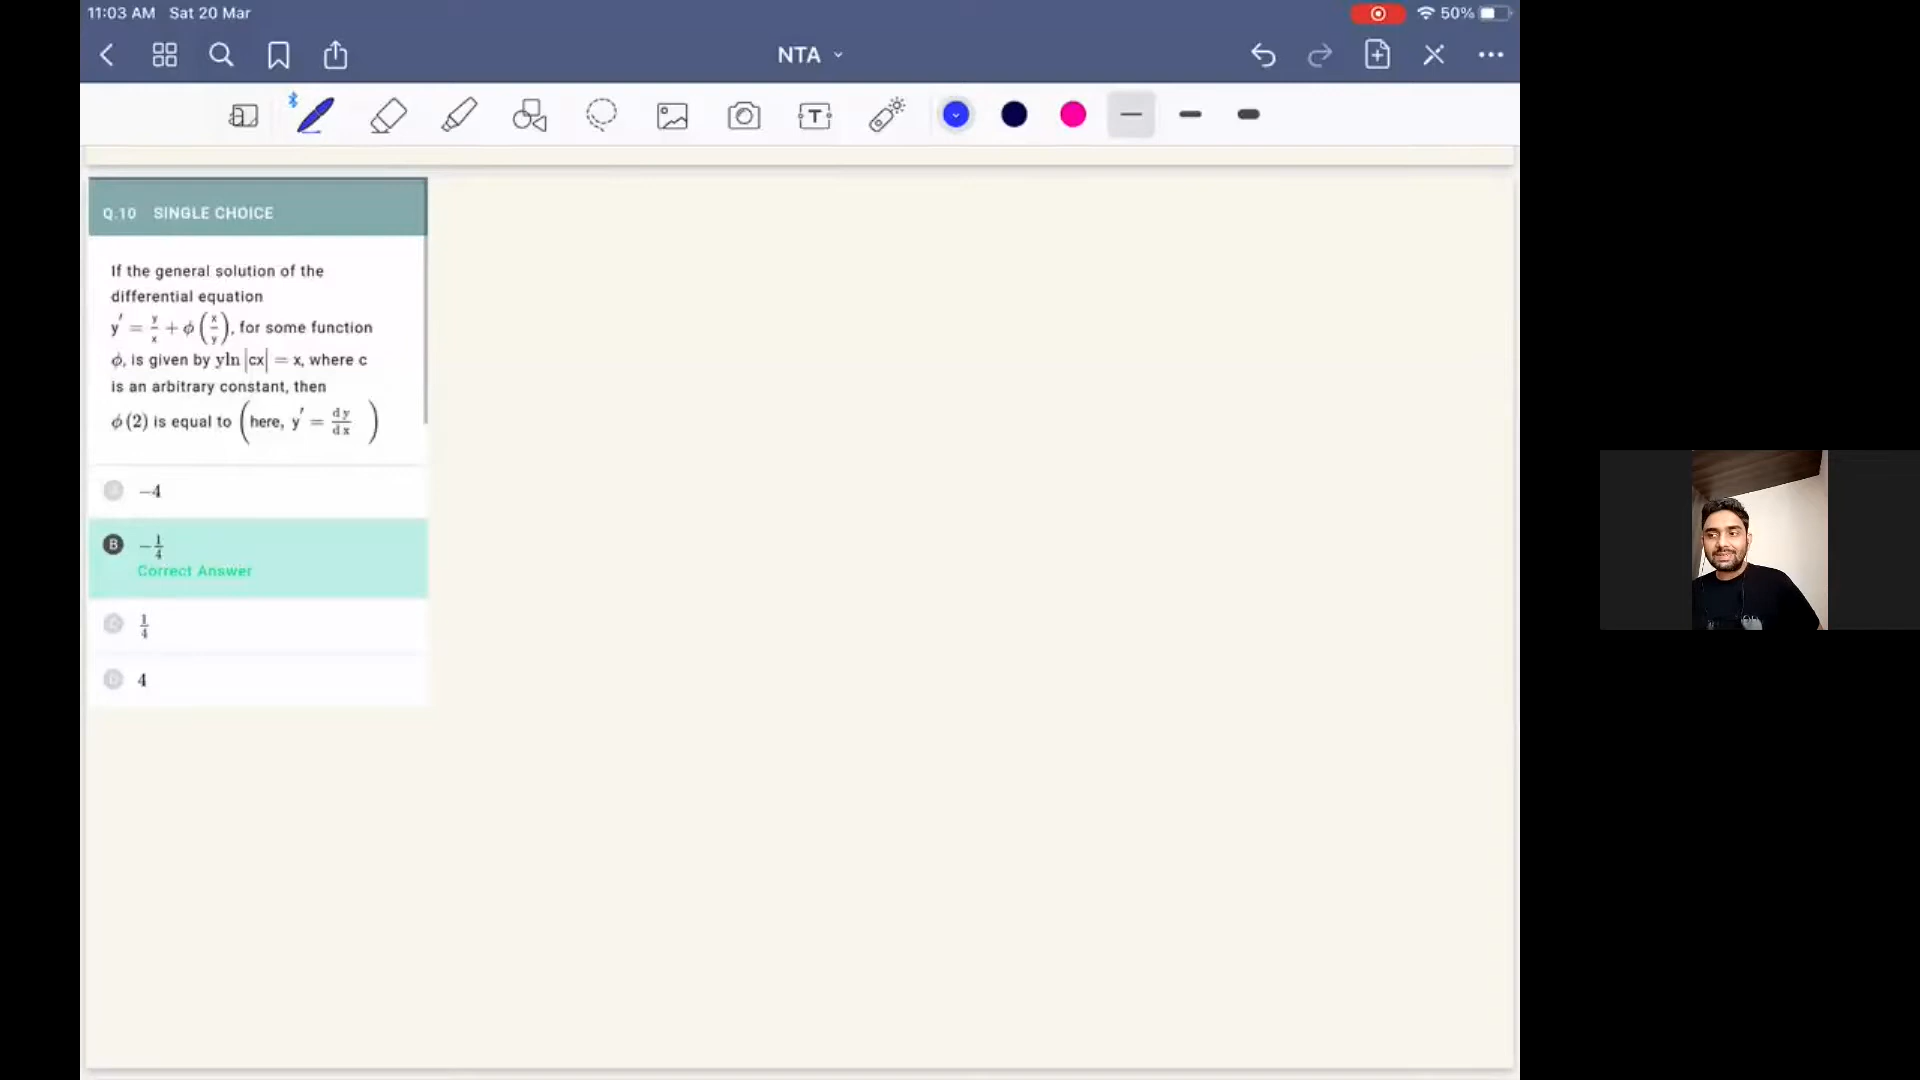 11:03 AM Sat 20 Mar
50%
NTA
T
Q.10 SINGLE CHOICE
If the general solution of the
differential equation
y′ = y/x + ϕ(x/y), for some function
ϕ, is given by yln |cx| = x, where c
is an arbitrary constant, then
ϕ (2) is equal to (here, y′ = dy/dx)
A −4
B −1/4
Correct Answer
C 1/4
D 4